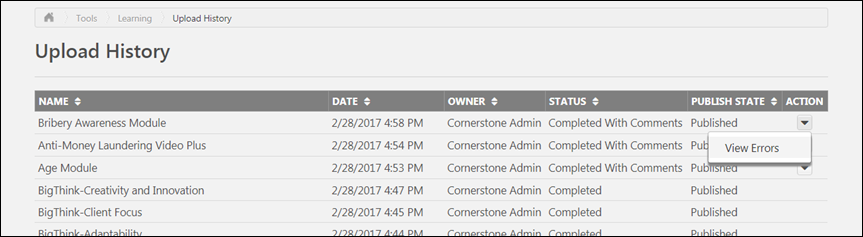 Tools Learning Upload History
Upload History
NAME DATE OWNER STATUS PUBLISH STATE ACTION
Bribery Awareness Module 2/28/2017 4:58 PM Cornerstone Admin Completed With Comments Published
Anti-Money Laundering Video Plus 2/28/2017 4:54 PM Cornerstone Admin Completed With Comments
View Errors
Age Module 2/28/2017 4:53 PM Cornerstone Admin Completed With Comments Published
BigThink-Creativity and Innovation 2/28/2017 4:47 PM Cornerstone Admin Completed Published
BigThink-Client Focus 2/28/2017 4:45 PM Cornerstone Admin Completed Published
BigThink-Adaptability 2/28/2017 4:44 PM Cornerstone Admin Completed Published